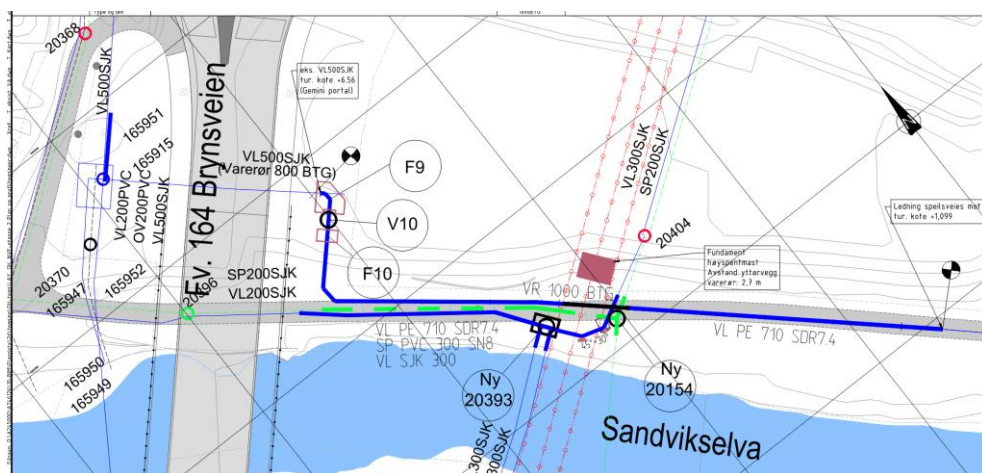 20368
VL500SJK
165951
165915
VL200PVC
OV200PVC
VL500SJK
Fv. 164 Brynsveien
20370
165947
165952
20396
165950
165949
eks. VL500SJK
tur. kote +6.56
(Gemini portal)
VL500SJK
(Varerør 800 BTG)
F9
V10
F10
SP200SJK
VL200SJK
VL PE 710 SDR7.4
SP PVC 300 SN8
VL SJK 300
VR 1000 BTG
VL300SJK
SP200SJK
20404
Fundament
høyspentmast
Avstand yttervegg
varerør: 2,7 m
Ledning speilsveies mot
tur. kote +1,099
VL PE 710 SDR7.4
Ny
20393
Ny
20154
300SJK
300SJK
Sandvikselva